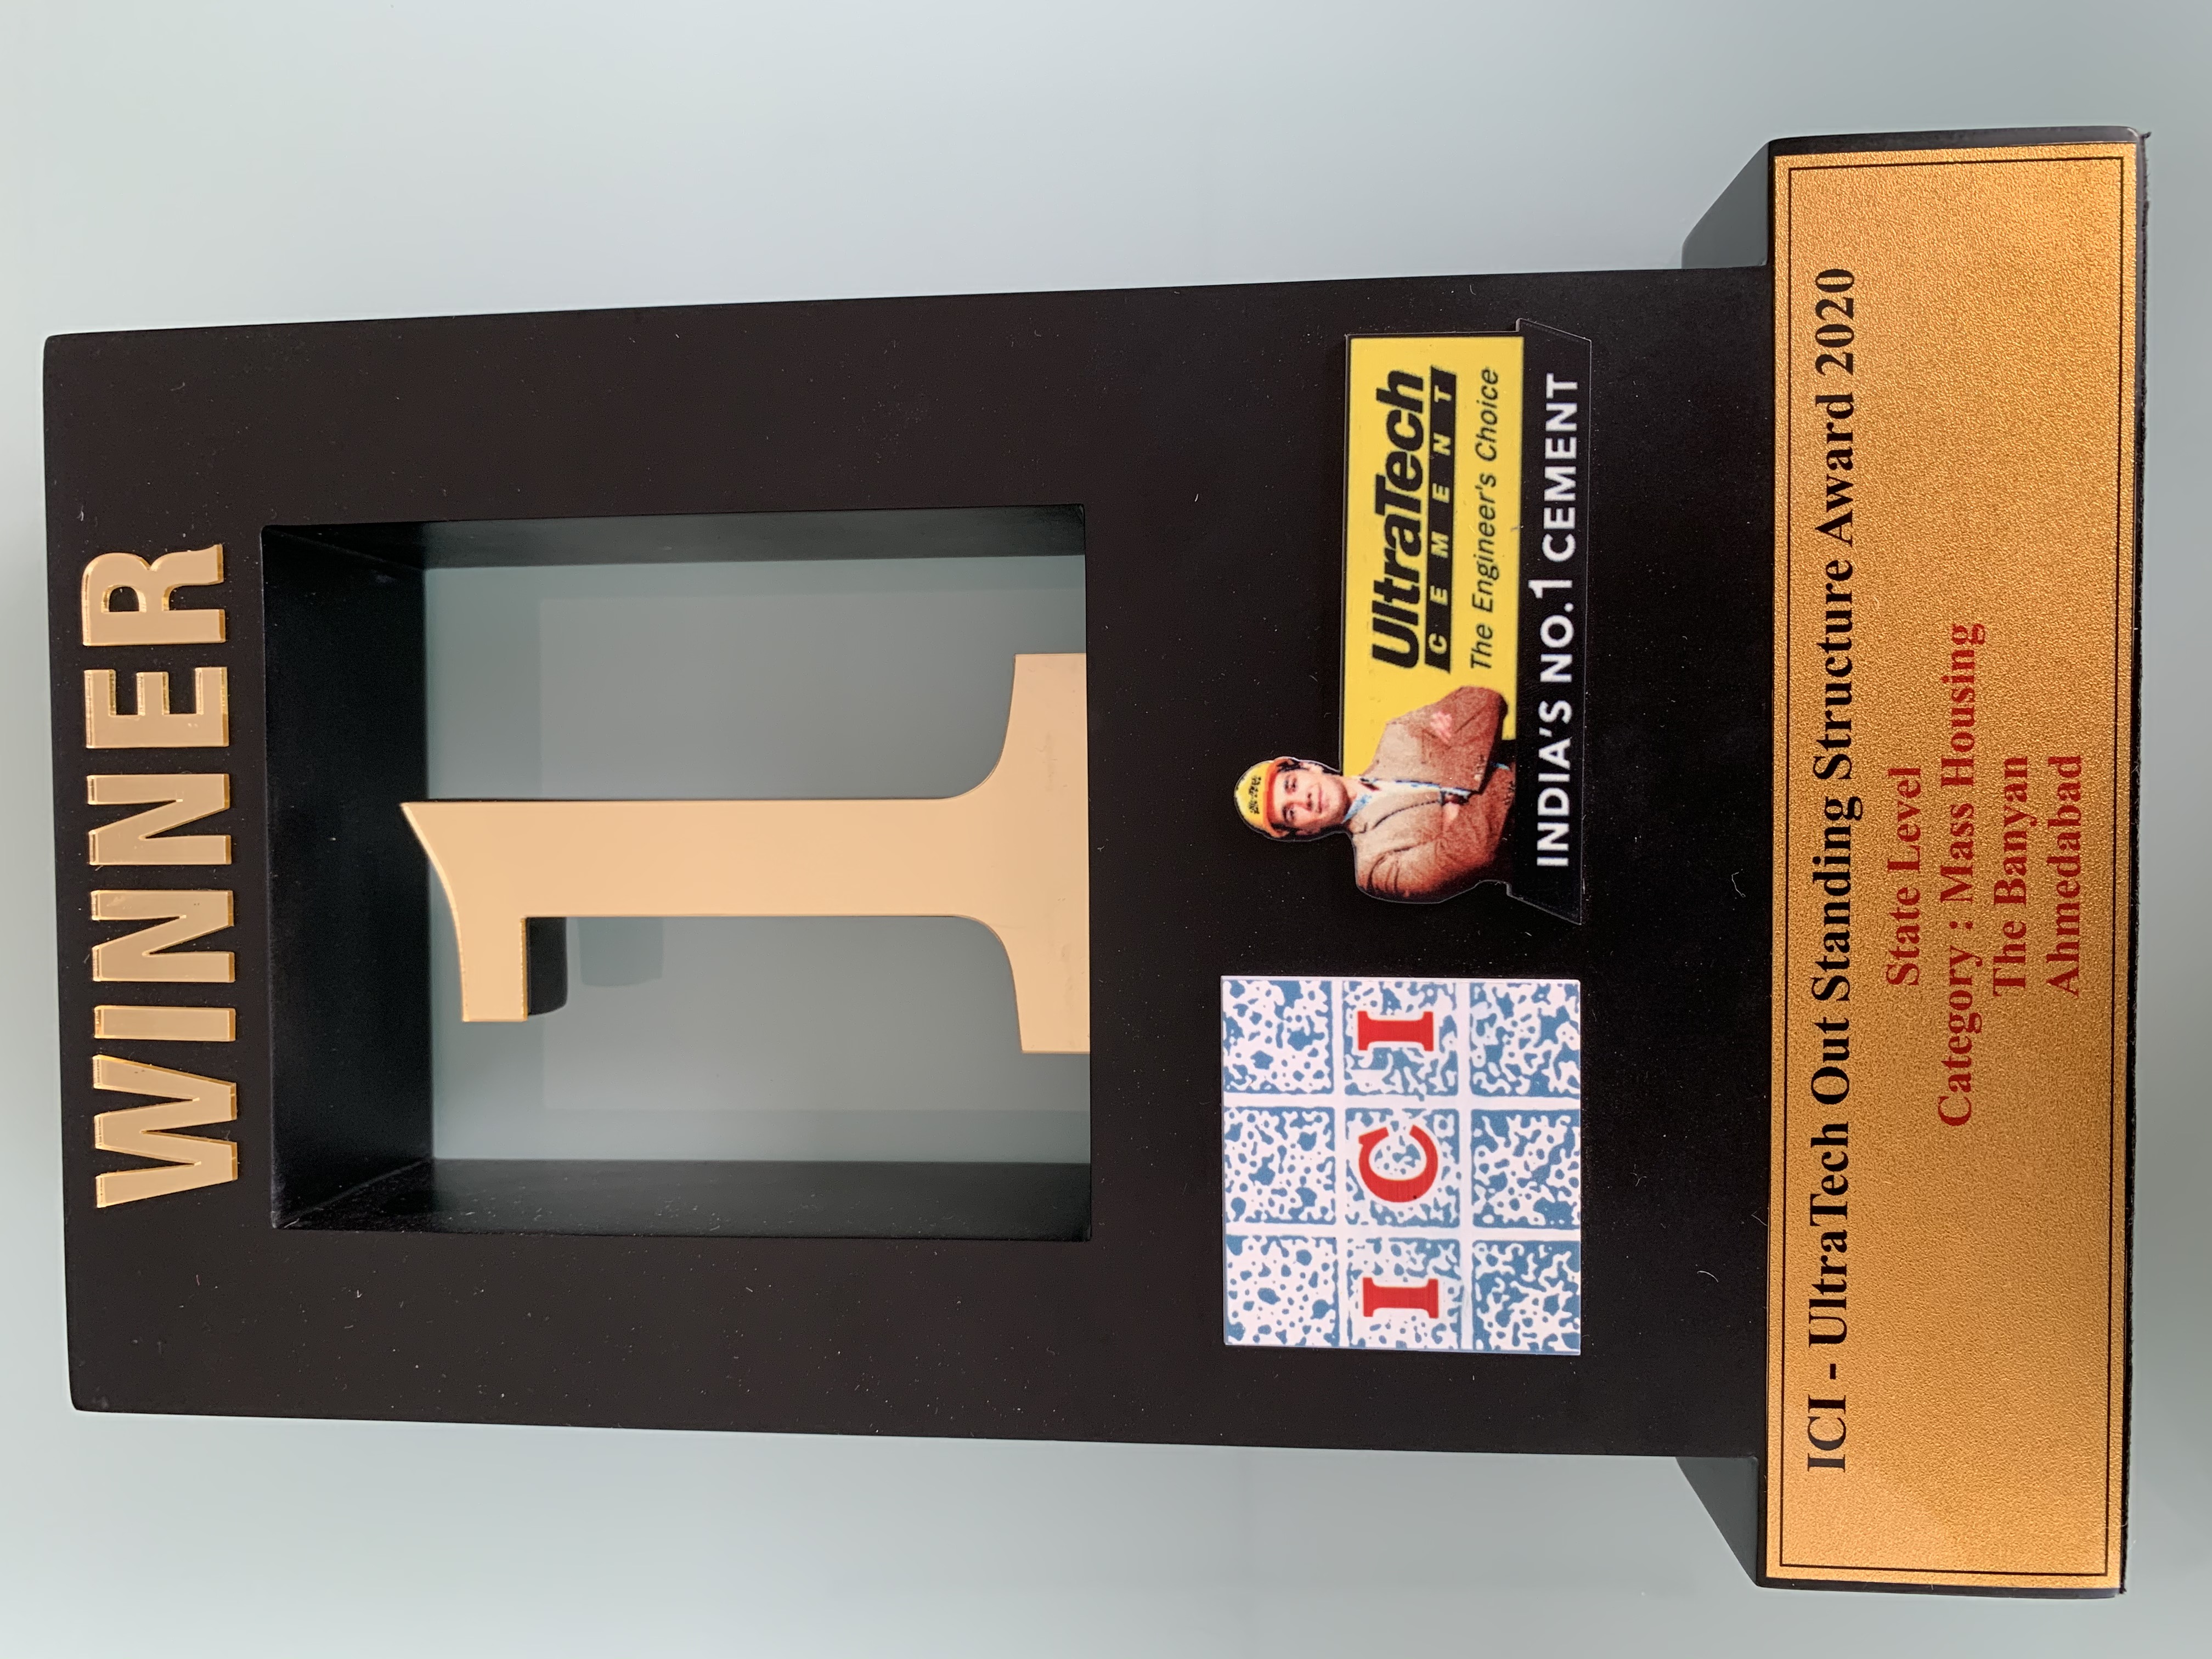 WINNER
1
ICI
UltraTech
CEMENT
The Engineer's Choice
INDIA'S NO.1 CEMENT
ICI - UltraTech Out Standing Structure Award 2020
State Level
Category : Mass Housing
The Banyan
Ahmedabad